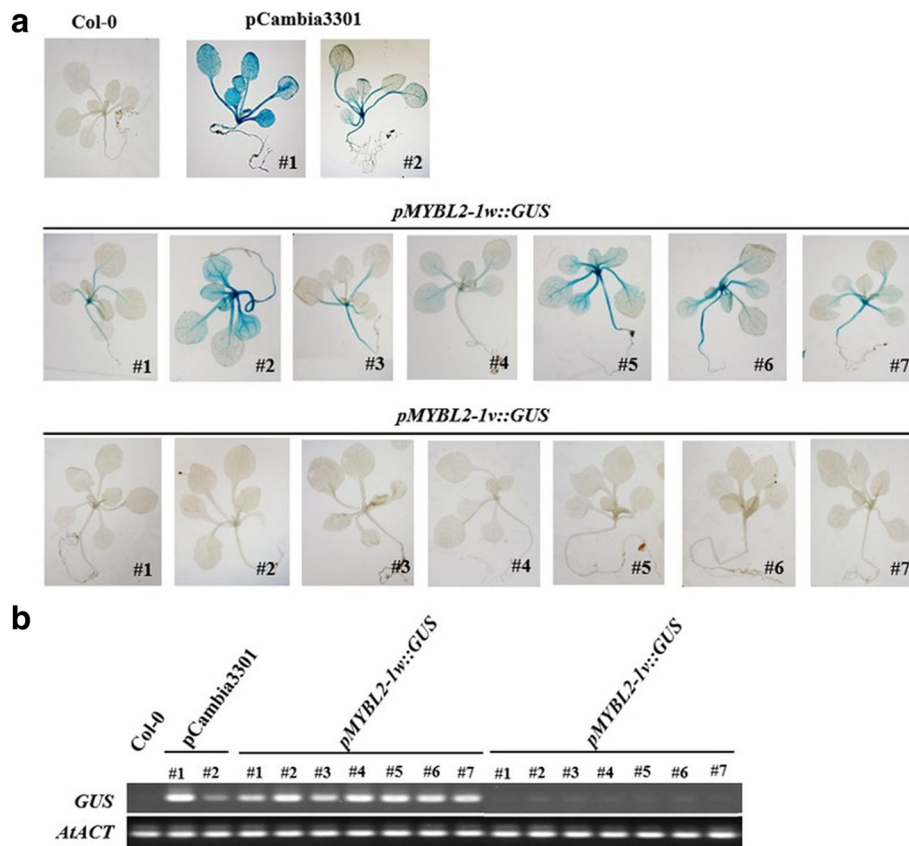 a
Col-0 pCambia3301
#1 #2
pMYBL2-1w::GUS
#1 #2 #3 #4 #5 #6 #7
pMYBL2-1v::GUS
#1 #2 #3 #4 #5 #6 #7
b
Col-0 pCambia3301 pMYBL2-1w::GUS pMYBL2-1v::GUS
#1 #2 #1 #2 #3 #4 #5 #6 #7 #1 #2 #3 #4 #5 #6 #7
GUS
AtACT